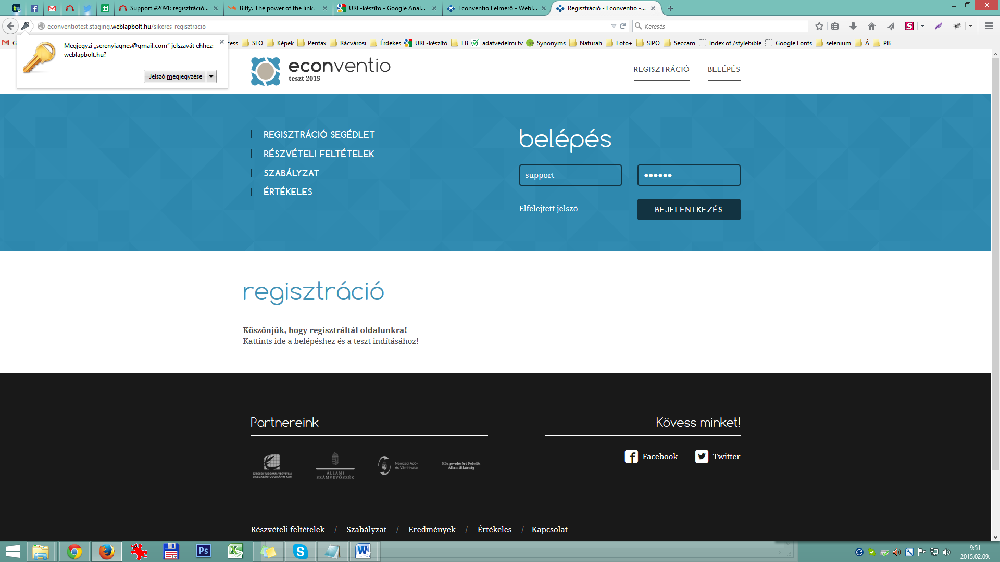 Support #2091: regisztráció...
Bitly. The power of the link.
URL-készítő - Google Anal...
Econventio Felmérő - Webl...
Regisztráció • Econventio •...
econventiotest.staging.weblapbolt.hu/sikeres-regisztracio
Keresés
G
cess
SEO
Képek
Pentax
Rácvárosi
Érdekes
URL-készítő
FB
adatvédelmi tv
Synonyms
Naturah
Foto+
SIPO
Seccam
Index of /stylebible
Google Fonts
selenium
Á
PB
Megjegyzi „serenyiagnes@gmail.com” jelszavát ehhez:
weblapbolt.hu?
Jelszó megjegyzése
econventio
teszt 2015
REGISZTRÁCIÓ
BELÉPÉS
REGISZTRÁCIÓ SEGÉDLET
RÉSZVÉTELI FELTÉTELEK
SZABÁLYZAT
ÉRTÉKELES
belépés
support
••••••
Elfelejtett jelszó
BEJELENTKEZÉS
regisztráció
Köszönjük, hogy regisztráltál oldalunkra!
Kattints ide a belépéshez és a teszt indításához!
Partnereink
Kövess minket!
SZEGEDI TUDOMÁNYEGYETEM
GAZDASÁGTUDOMÁNYI KAR
ÁLLAMI
SZÁMVEVŐSZÉK
Nemzeti Adó-
és Vámhivatal
Köznevelésért Felelős
Államtitkárság
Facebook
Twitter
Részvételi feltételek / Szabályzat / Eredmények / Értékeles / Kapcsolat
Ps
64
S
W
9:51
2015.02.09.